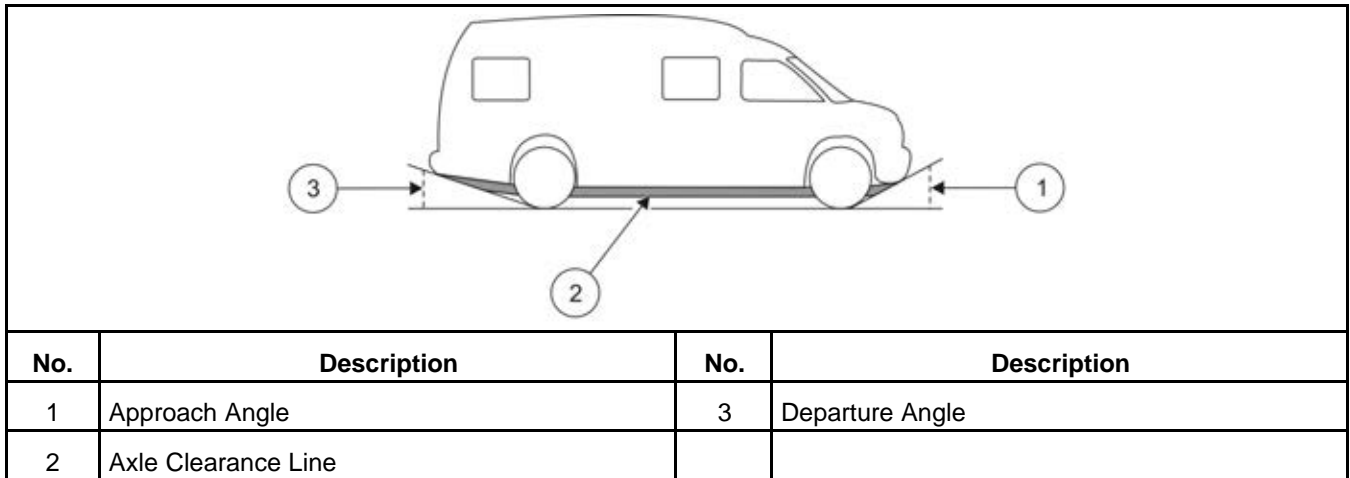 3
1
2
No. Description No. Description
1 Approach Angle 3 Departure Angle
2 Axle Clearance Line